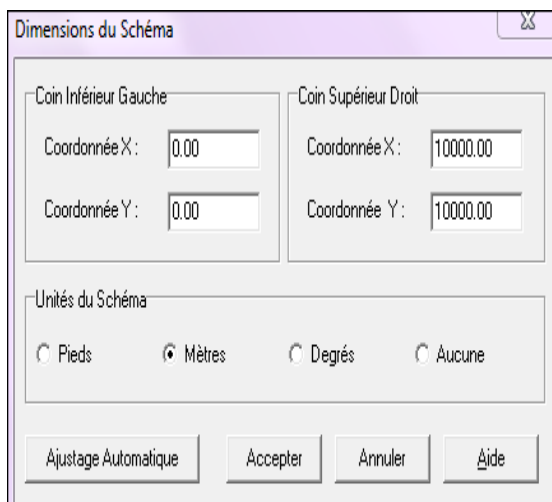 Dimensions du Schéma
Coin Inférieur Gauche
Coordonnée X :
0.00
Coordonnée Y :
0.00
Coin Supérieur Droit
Coordonnée X :
10000.00
Coordonnée Y :
10000.00
Unités du Schéma
Pieds Mètres Degrés Aucune
Ajustage Automatique Accepter Annuler Aide